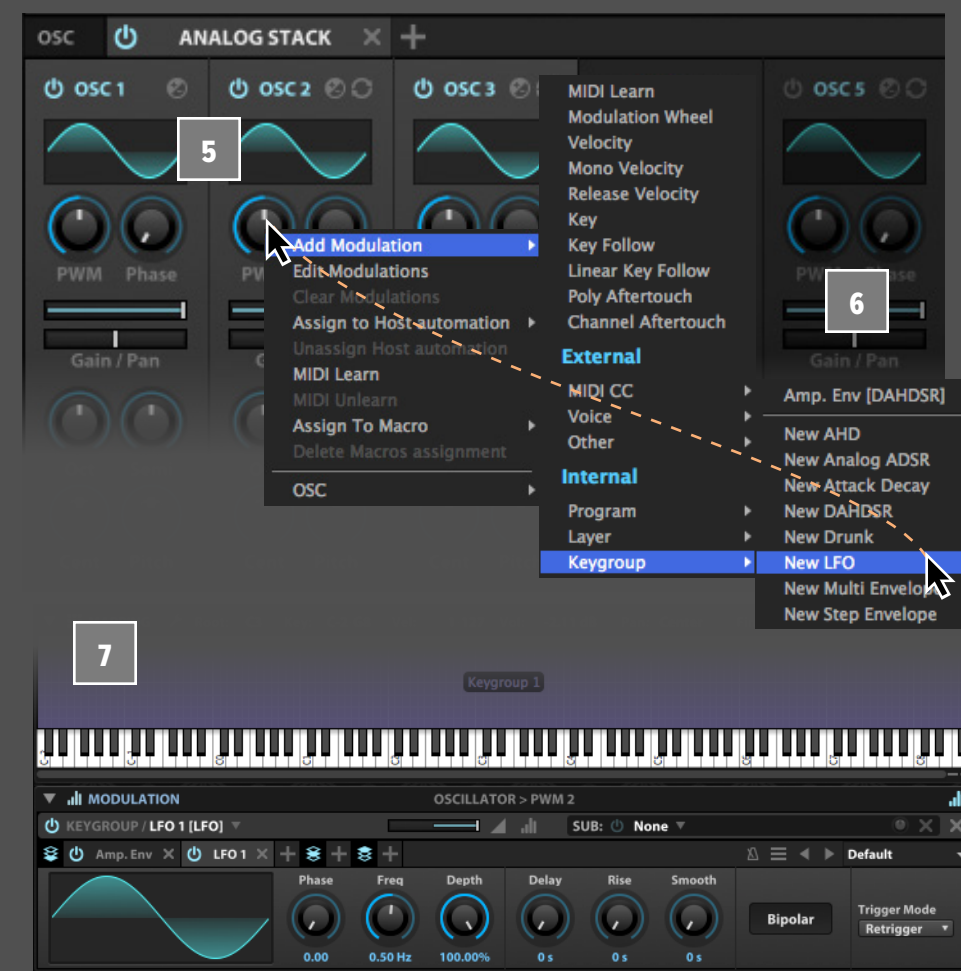 OSC
ANALOG STACK
OSC 1
OSC 2
OSC 3
OSC 5
5
PWM
Phase
Gain / Pan
Add Modulation
Edit Modulations
Clear Modulations
Assign to Host automation
Unassign Host automation
MIDI Learn
MIDI Unlearn
Assign To Macro
Delete Macros assignment
OSC
MIDI Learn
Modulation Wheel
Velocity
Mono Velocity
Release Velocity
Key
Key Follow
Linear Key Follow
Poly Aftertouch
Channel Aftertouch
External
MIDI CC
Voice
Other
Internal
Program
Layer
Keygroup
6
Gain / Pan
Amp. Env [DAHDSR]
New AHD
New Analog ADSR
New Attack Decay
New DAHDSR
New Drunk
New LFO
New Multi Envelope
New Step Envelope
7
Keygroup 1
MODULATION
OSCILLATOR > PWM 2
KEYGROUP / LFO 1 [LFO]
SUB:
None
Amp. Env
LFO 1
Default
Phase
Freq
Depth
Delay
Rise
Smooth
0.00
0.50 Hz
100.00%
0 s
0 s
0 s
Bipolar
Trigger Mode
Retrigger